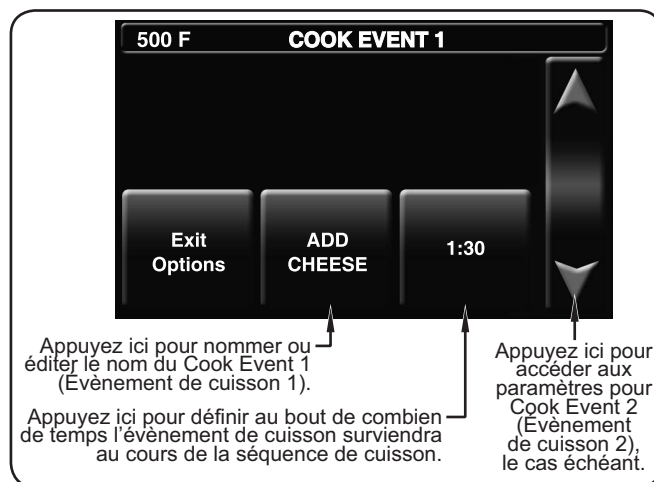 500 F COOK EVENT 1
Exit
Options
ADD
CHEESE
1:30
Appuyez ici pour nommer ou
éditer le nom du Cook Event 1
(Évènement de cuisson 1).
Appuyez ici pour définir au bout de combien
de temps l’évènement de cuisson surviendra
au cours de la séquence de cuisson.
Appuyez ici pour
accéder aux
paramètres pour
Cook Event 2
(Évènement
de cuisson 2),
le cas échéant.